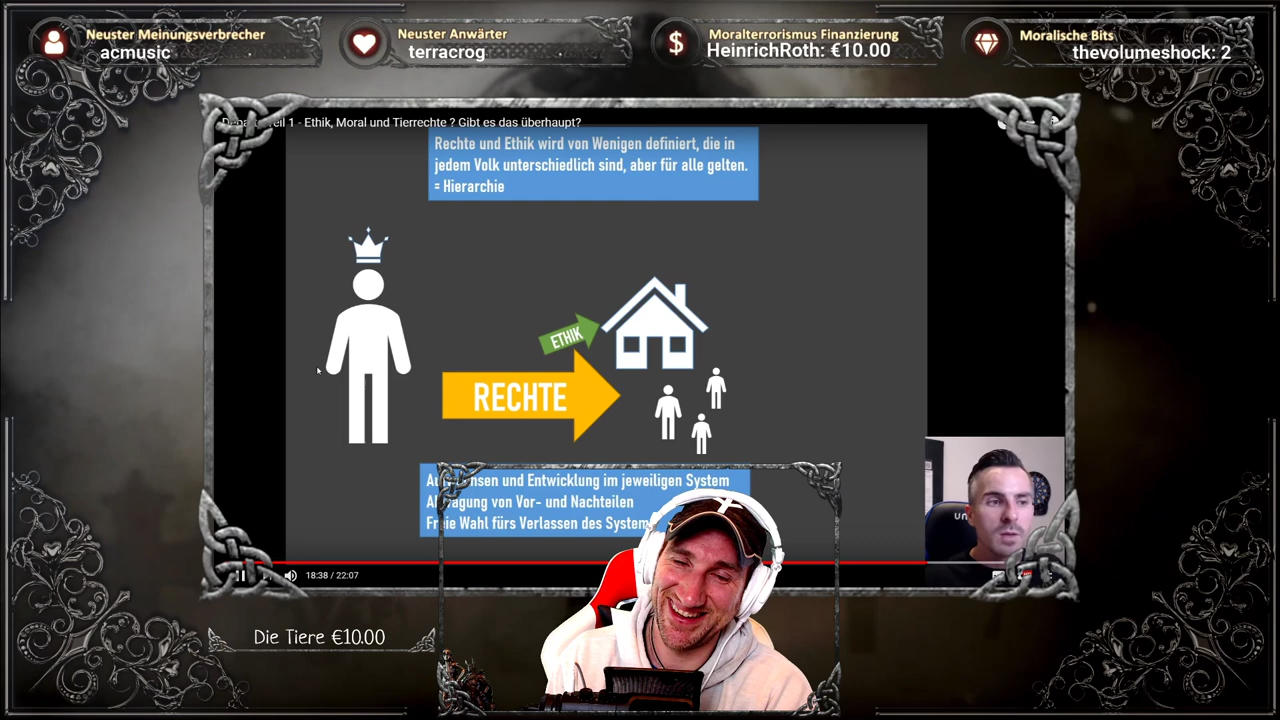 Neuster Meinungsverbrecher
acmusic
Neuster Anwärter
terracrog
Moralterrorismus Finanzierung
HeinrichRoth: €10.00
Moralische Bits
thevolumeshock: 2
Teil 1 - Ethik, Moral und Tierrechte ? Gibt es das überhaupt?
Rechte und Ethik wird von Wenigen definiert, die in
jedem Volk unterschiedlich sind, aber für alle gelten.
= Hierarchie
ETHIK
RECHTE
und Entwicklung im jeweiligen System
von Vor- und Nachteilen
Freie Wahl fürs Verlassen des System
18:38 / 22:07
Die Tiere €10.00